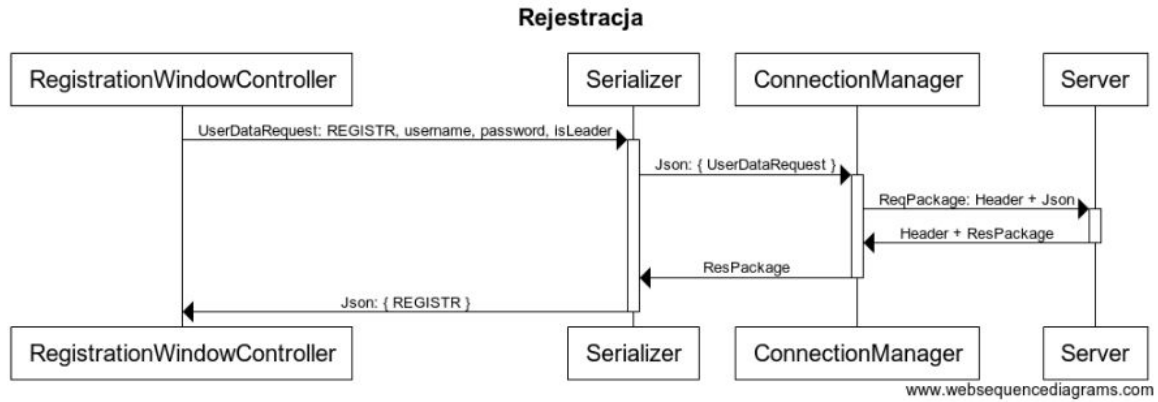 Rejestracja
RegistrationWindowController Serializer ConnectionManager Server
UserDataRequest: REGISTR, username, password, isLeader
Json: { UserDataRequest }
ReqPackage: Header + Json
Header + ResPackage
ResPackage
Json: { REGISTR }
RegistrationWindowController Serializer ConnectionManager Server
www.websequencediagrams.com